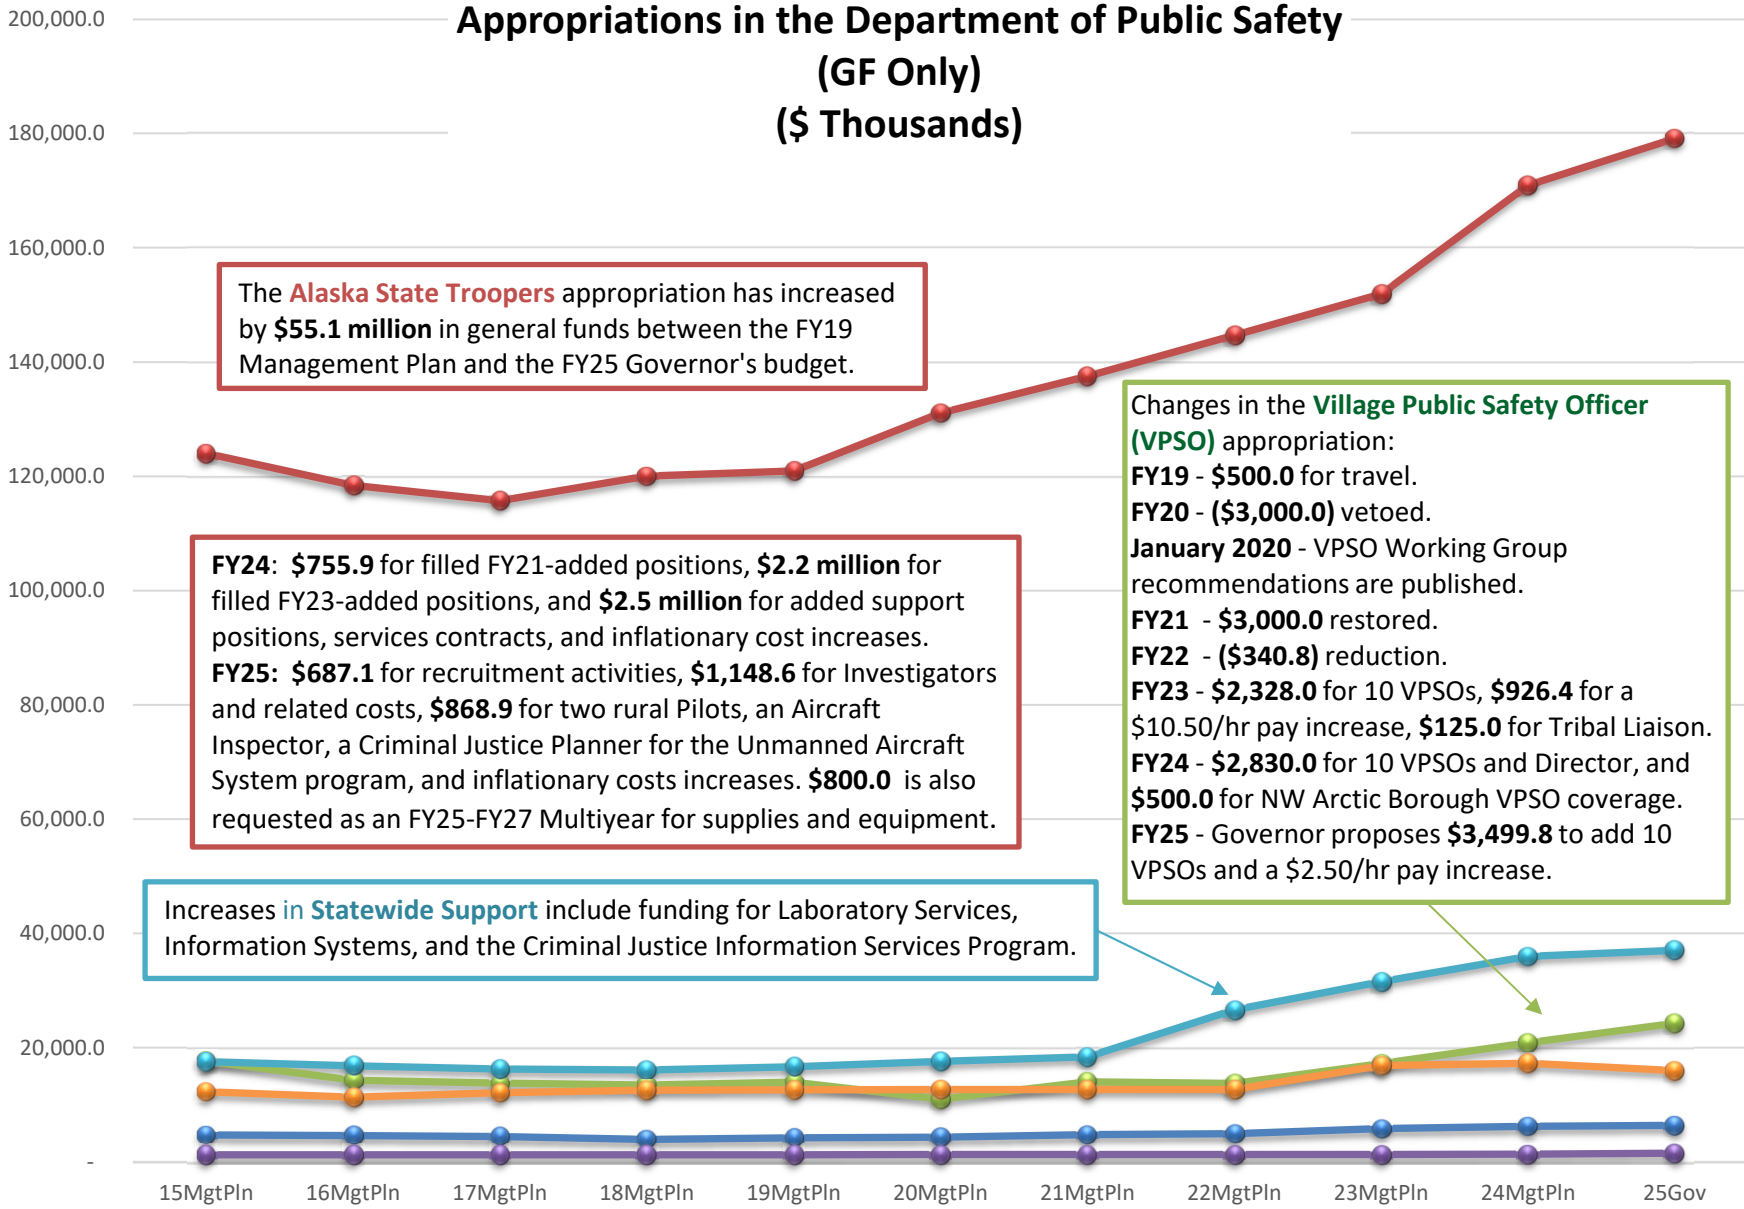 Appropriations in the Department of Public Safety
(GF Only)
($ Thousands)
200,000.0
180,000.0
160,000.0
140,000.0
120,000.0
100,000.0
80,000.0
60,000.0
40,000.0
20,000.0
-
The Alaska State Troopers appropriation has increased
by $55.1 million in general funds between the FY19
Management Plan and the FY25 Governor's budget.
FY24: $755.9 for filled FY21-added positions, $2.2 million for
filled FY23-added positions, and $2.5 million for added support
positions, services contracts, and inflationary cost increases.
FY25: $687.1 for recruitment activities, $1,148.6 for Investigators
and related costs, $868.9 for two rural Pilots, an Aircraft
Inspector, a Criminal Justice Planner for the Unmanned Aircraft
System program, and inflationary costs increases. $800.0 is also
requested as an FY25-FY27 Multiyear for supplies and equipment.
Changes in the Village Public Safety Officer
(VPSO) appropriation:
FY19 - $500.0 for travel.
FY20 - ($3,000.0) vetoed.
January 2020 - VPSO Working Group
recommendations are published.
FY21 - $3,000.0 restored.
FY22 - ($340.8) reduction.
FY23 - $2,328.0 for 10 VPSOs, $926.4 for a
$10.50/hr pay increase, $125.0 for Tribal Liaison.
FY24 - $2,830.0 for 10 VPSOs and Director, and
$500.0 for NW Arctic Borough VPSO coverage.
FY25 - Governor proposes $3,499.8 to add 10
VPSOs and a $2.50/hr pay increase.
Increases in Statewide Support include funding for Laboratory Services,
Information Systems, and the Criminal Justice Information Services Program.
15MgtPln 16MgtPln 17MgtPln 18MgtPln 19MgtPln 20MgtPln 21MgtPln 22MgtPln 23MgtPln 24MgtPln 25Gov